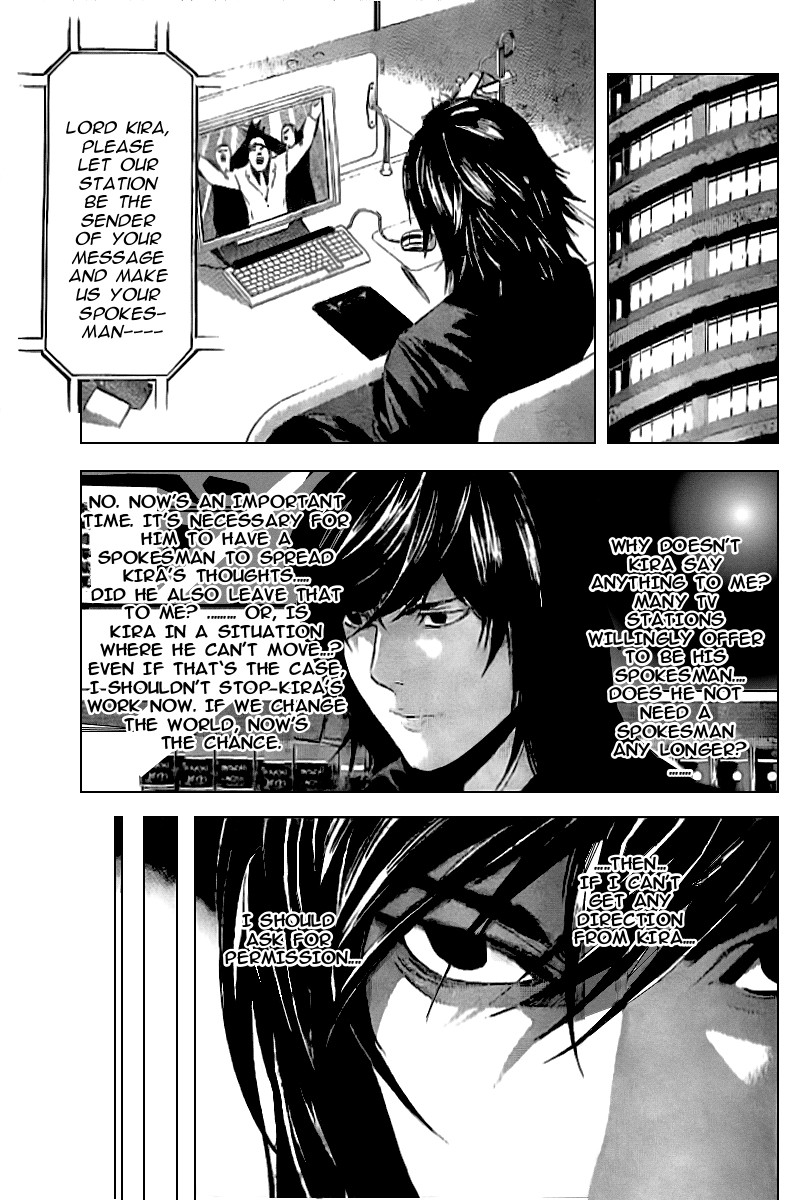 LORD KIRA,
PLEASE
LET OUR
STATION
BE THE
SENDER
OF YOUR
MESSAGE
AND MAKE
US YOUR
SPOKES-
MAN----
WHY DOESN'T
KIRA SAY
ANYTHING TO ME?
MANY TV
STATIONS
WILLINGLY OFFER
TO BE HIS
SPOKESMAN...
DOES HE NOT
NEED A
SPOKESMAN
ANY LONGER?
.......
NO. NOW'S AN IMPORTANT
TIME. IT'S NECESSARY FOR
HIM TO HAVE A
SPOKESMAN TO SPREAD
KIRA'S THOUGHTS.....
DID HE ALSO LEAVE THAT
TO ME? ......... OR, IS
KIRA IN A SITUATION
WHERE HE CAN'T MOVE...?
EVEN IF THAT'S THE CASE,
I SHOULDN'T STOP KIRA'S
WORK NOW. IF WE CHANGE
THE WORLD, NOW'S
THE CHANCE.
.....THEN...
IF I CAN'T
GET ANY
DIRECTION
FROM KIRA....
I SHOULD
ASK FOR
PERMISSION....